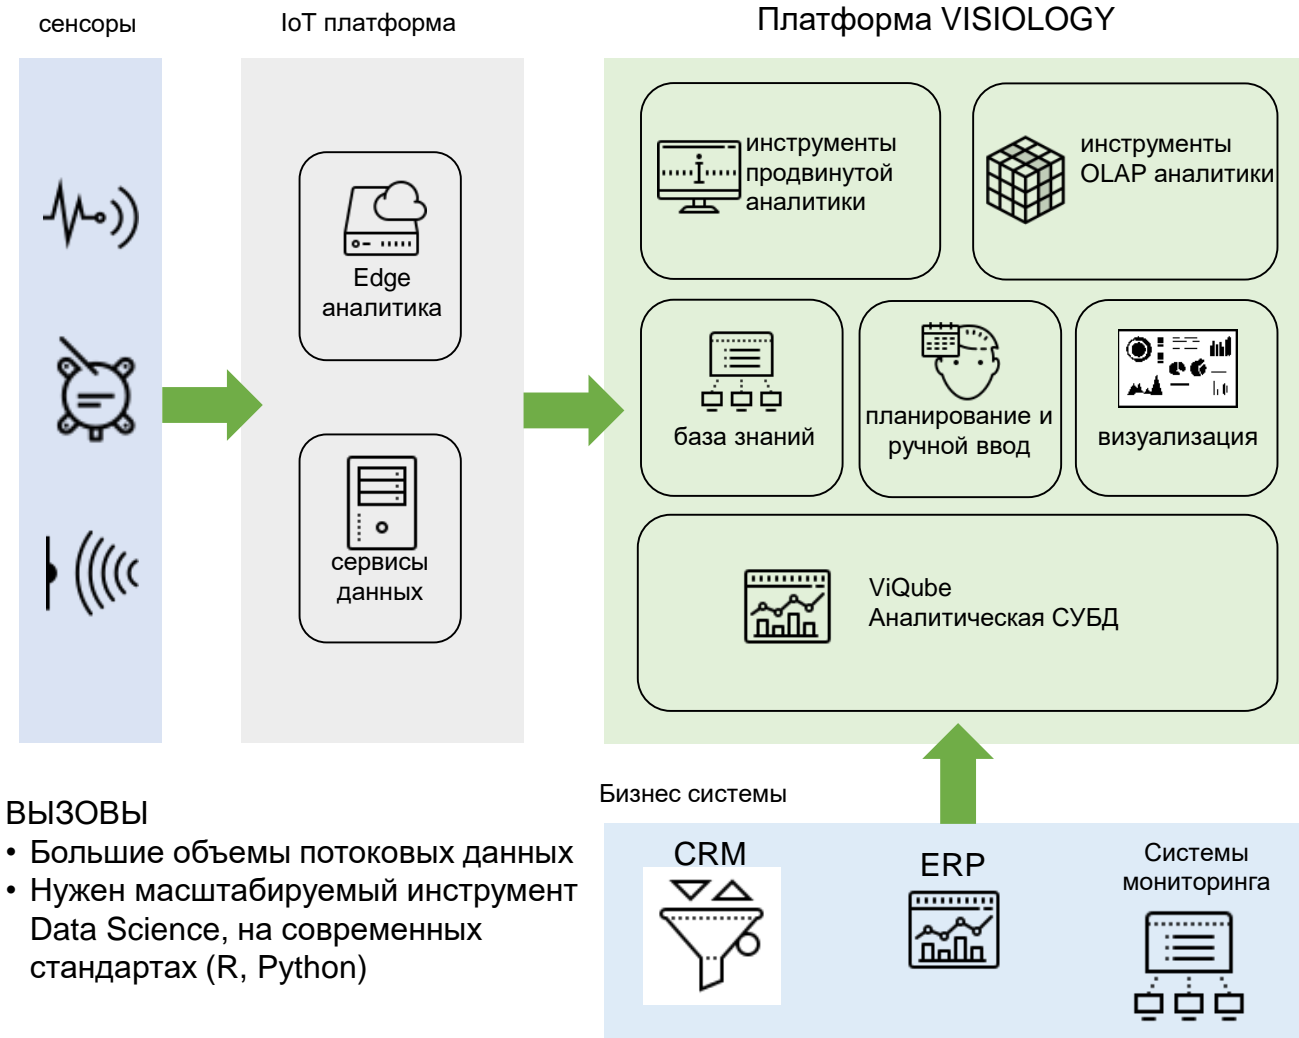 сенсоры
IoT платформа
Платформа VISIOLOGY
Edge
аналитика
сервисы
данных
инструменты
продвинутой
аналитики
инструменты
OLAP аналитики
база знаний
планирование и
ручной ввод
визуализация
ViQube
Аналитическая СУБД
ВЫЗОВЫ
• Большие объемы потоковых данных
• Нужен масштабируемый инструмент
Data Science, на современных
стандартах (R, Python)
Бизнес системы
CRM
ERP
Системы
мониторинга